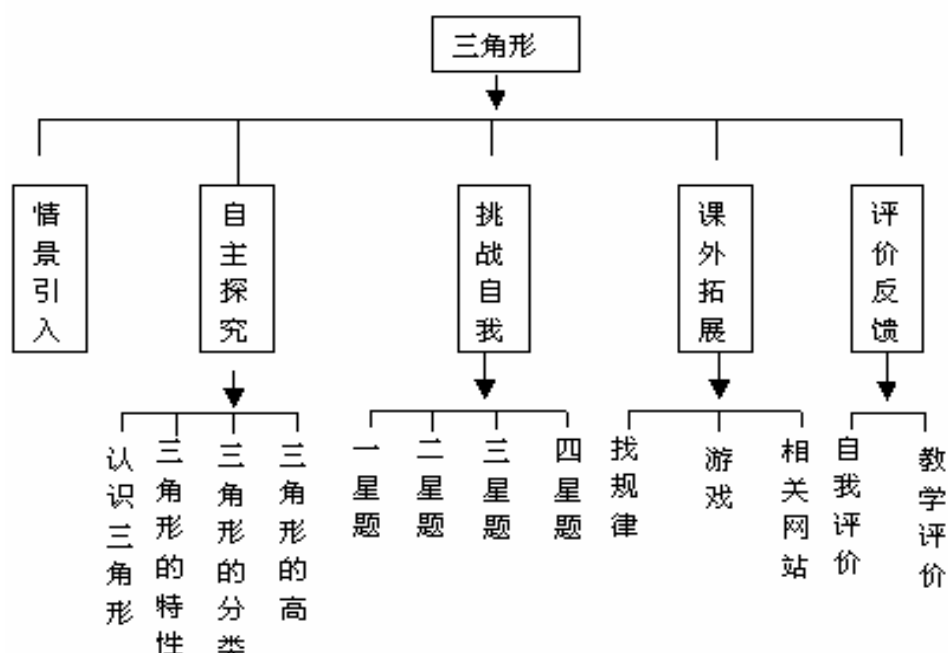 三角形
情景引入
自主探究
挑战自我
课外拓展
评价反馈
认识三角形
三角形的特性
三角形的分类
三角形的高
一星题
二星题
三星题
四星题
找规律
游戏
相关网站
自我评价
教学评价